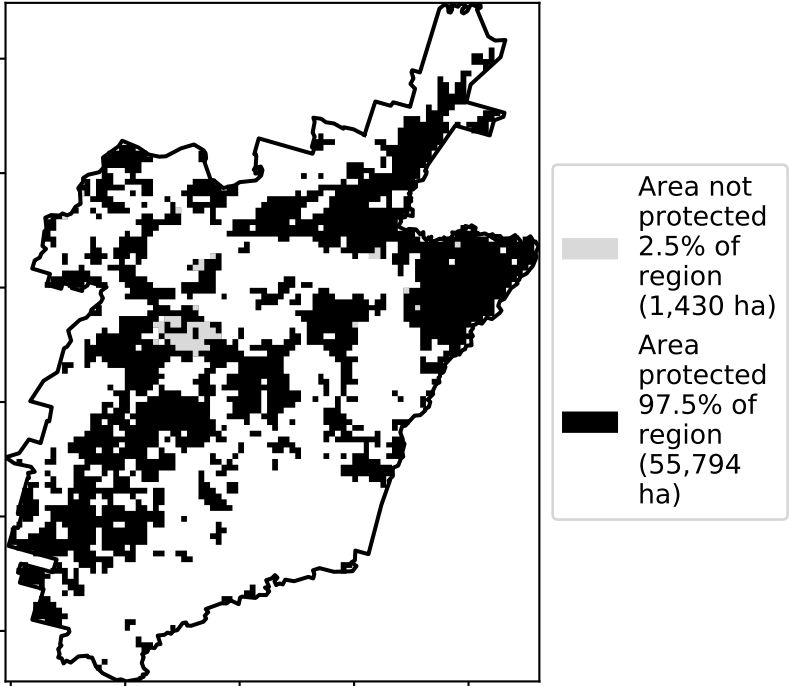 Area not
protected
2.5% of
region
(1,430 ha)
Area
protected
97.5% of
region
(55,794
ha)